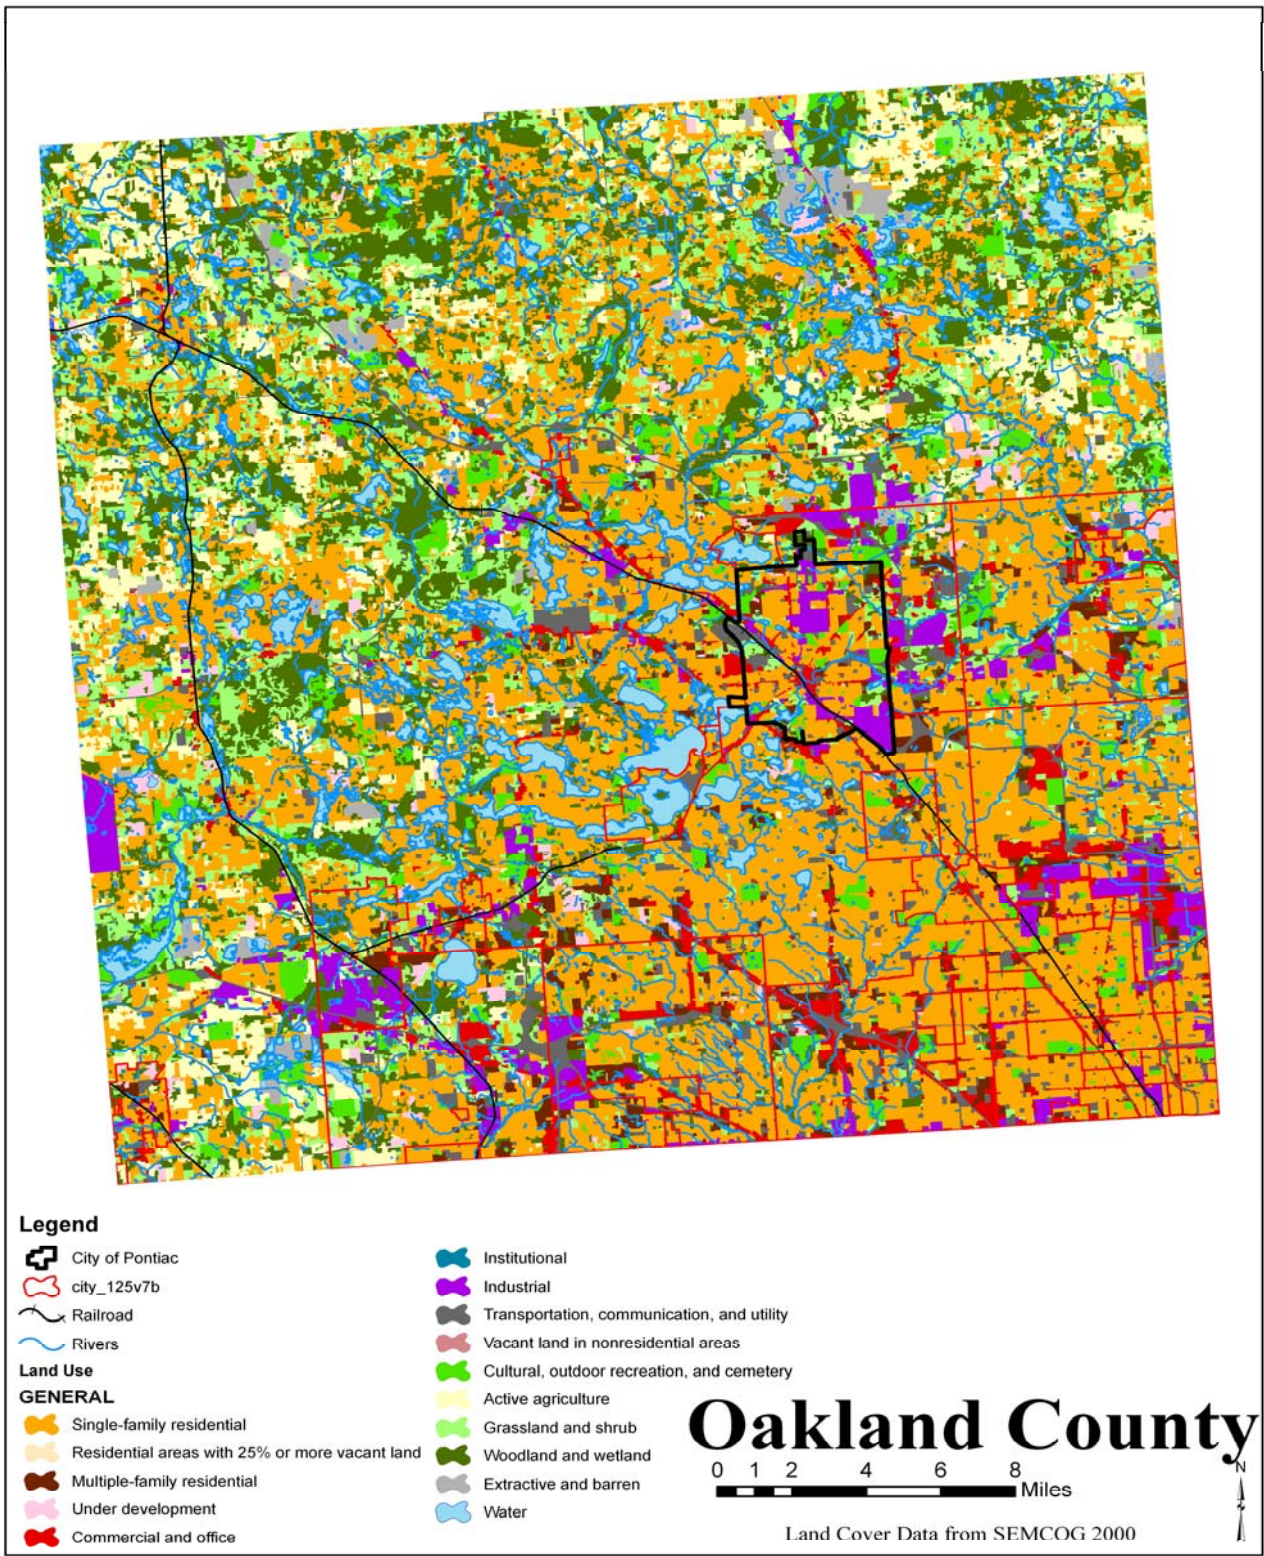 Legend
City of Pontiac
city_125v7b
Railroad
Rivers
Land Use
GENERAL
Single-family residential
Residential areas with 25% or more vacant land
Multiple-family residential
Under development
Commercial and office
Institutional
Industrial
Transportation, communication, and utility
Vacant land in nonresidential areas
Cultural, outdoor recreation, and cemetery
Active agriculture
Grassland and shrub
Woodland and wetland
Extractive and barren
Water
Oakland County
0 1 2 4 6 8
Miles
N
Land Cover Data from SEMCOG 2000